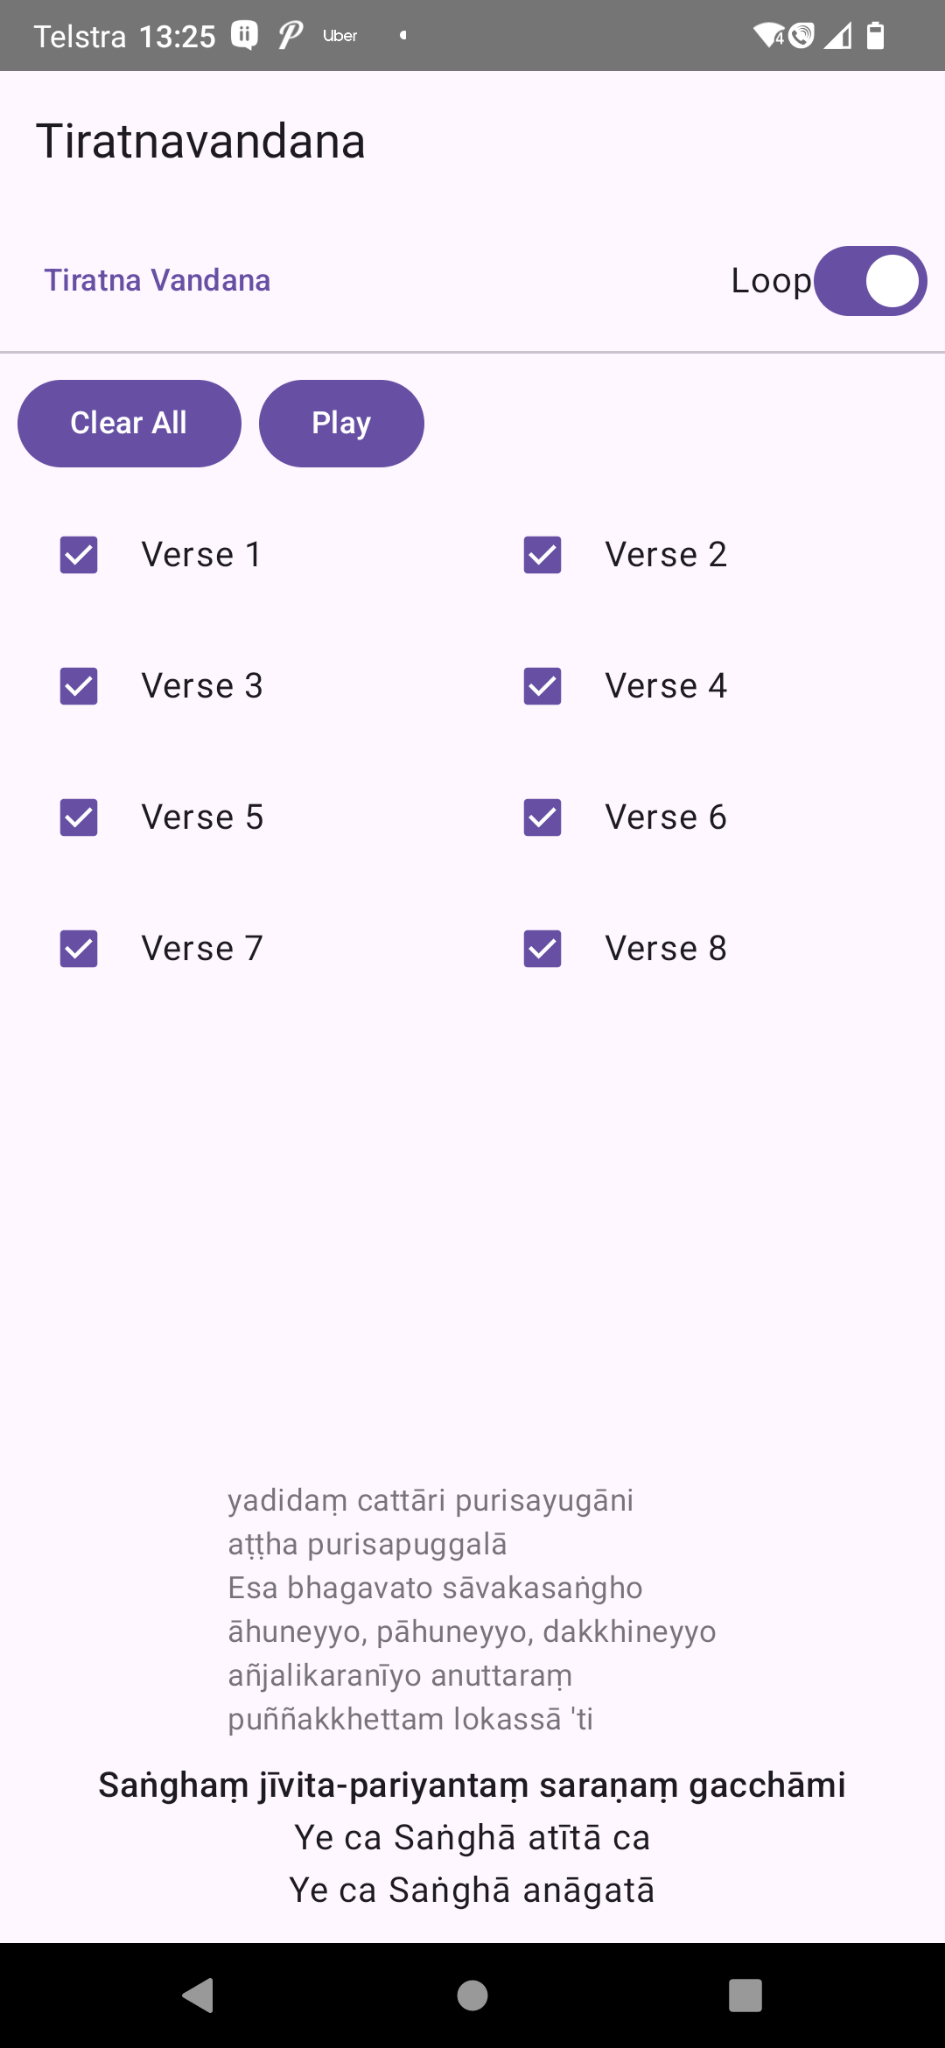 Telstra 13:25 Uber
4
Tiratnavandana
Tiratna Vandana Loop
Clear All Play
Verse 1 Verse 2
Verse 3 Verse 4
Verse 5 Verse 6
Verse 7 Verse 8
yadidaṃ cattāri purisayugāni
aṭṭha purisapuggalā
Esa bhagavato sāvakasaṅgho
āhuneyyo, pāhuneyyo, dakkhineyyo
añjalikaranīyo anuttaraṃ
puññakkhettam lokassā 'ti
Saṅghaṃ jīvita-pariyantaṃ saraṇaṃ gacchāmi
Ye ca Saṅghā atītā ca
Ye ca Saṅghā anāgatā